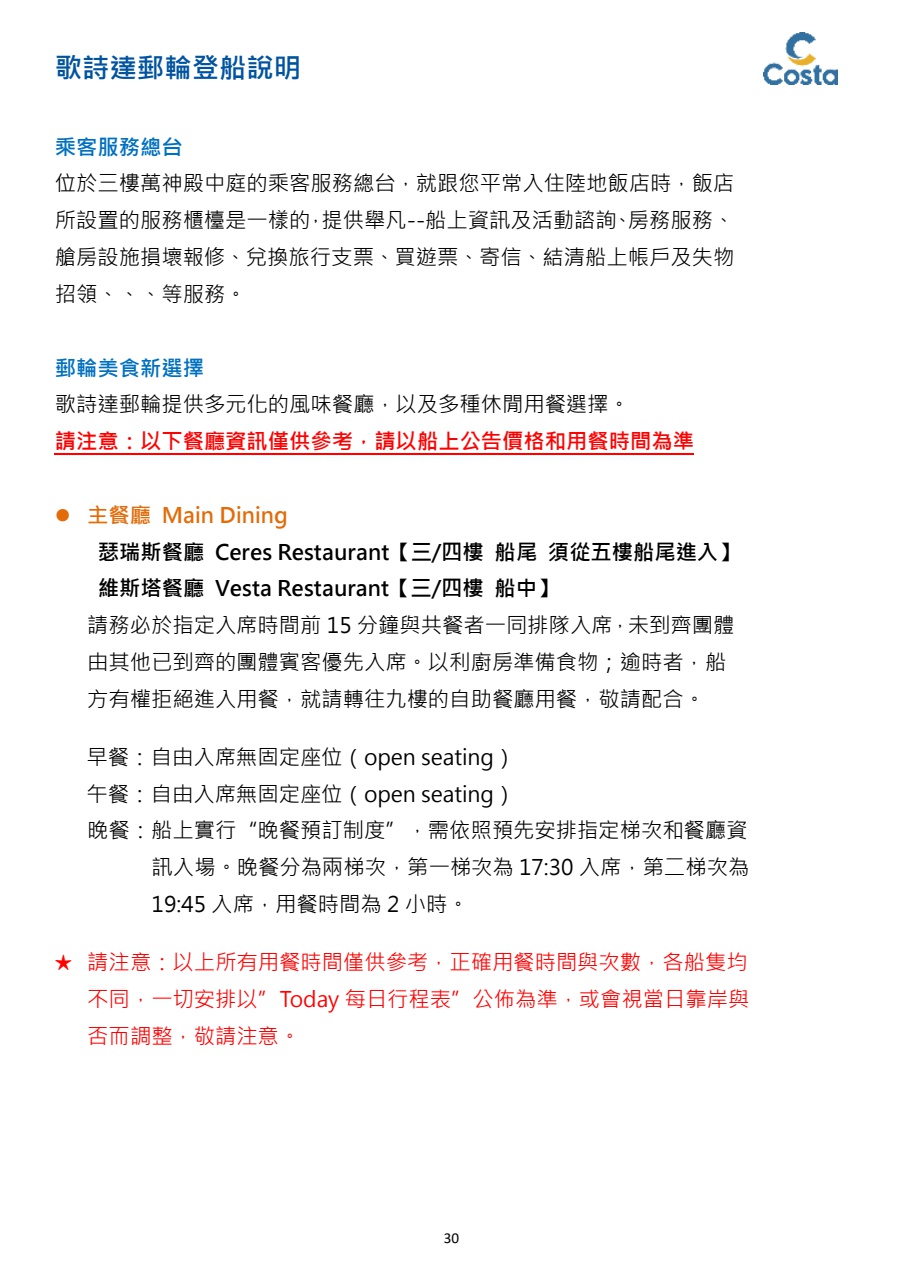 歌詩達郵輪登船說明
Costa
乘客服務總台
位於三樓萬神殿中庭的乘客服務總台，就跟您平常入住陸地飯店時，飯店
所設置的服務櫃檯是一樣的，提供舉凡--船上資訊及活動諮詢、房務服務、
艙房設施損壞報修、兌換旅行支票、買遊票、寄信、結清船上帳戶及失物
招領、、、等服務。
郵輪美食新選擇
歌詩達郵輪提供多元化的風味餐廳，以及多種休閒用餐選擇。
請注意：以下餐廳資訊僅供參考，請以船上公告價格和用餐時間為準
● 主餐廳 Main Dining
瑟瑞斯餐廳 Ceres Restaurant【三/四樓 船尾 須從五樓船尾進入】
維斯塔餐廳 Vesta Restaurant【三/四樓 船中】
請務必於指定入席時間前 15 分鐘與共餐者一同排隊入席，未到齊團體
由其他已到齊的團體賓客優先入席。以利廚房準備食物；逾時者，船
方有權拒絕進入用餐，就請轉往九樓的自助餐廳用餐，敬請配合。
早餐：自由入席無固定座位（open seating）
午餐：自由入席無固定座位（open seating）
晚餐：船上實行“晚餐預訂制度”，需依照預先安排指定梯次和餐廳資
訊入場。晚餐分為兩梯次，第一梯次為 17:30 入席，第二梯次為
19:45 入席，用餐時間為 2 小時。
★ 請注意：以上所有用餐時間僅供參考，正確用餐時間與次數，各船隻均
不同，一切安排以”Today 每日行程表”公佈為準，或會視當日靠岸與
否而調整，敬請注意。
30